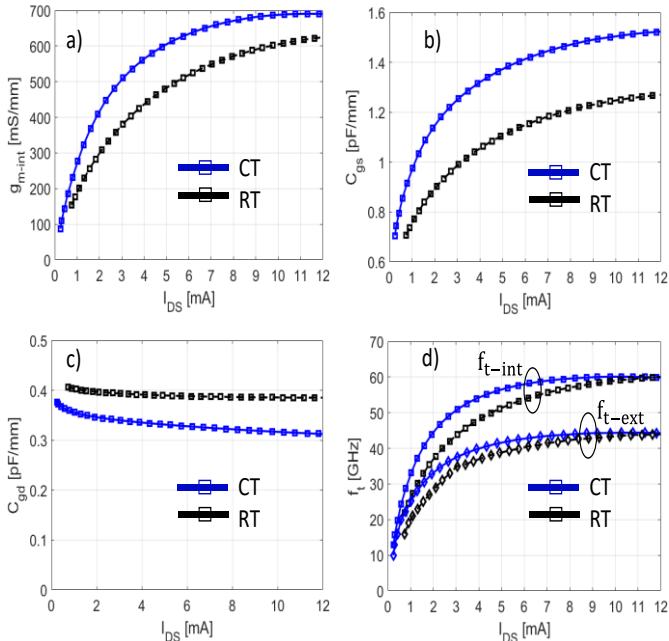 a)
g_m-int [mS/mm]
700
600
500
400
300
200
100
0
CT
RT
0 1 2 3 4 5 6 7 8 9 10 11 12
I_DS [mA]
b)
C_gs [pF/mm]
1.6
1.4
1.2
1
0.8
0.6
CT
RT
0 1 2 3 4 5 6 7 8 9 10 11 12
I_DS [mA]
c)
C_gd [pF/mm]
0.5
0.4
0.3
0.2
0.1
0
CT
RT
0 2 4 6 8 10 12
I_DS [mA]
d)
f_t-int
f_t-ext
f_t [GHz]
70
60
50
40
30
20
10
0
CT
RT
0 1 2 3 4 5 6 7 8 9 10 11 12
I_DS [mA]